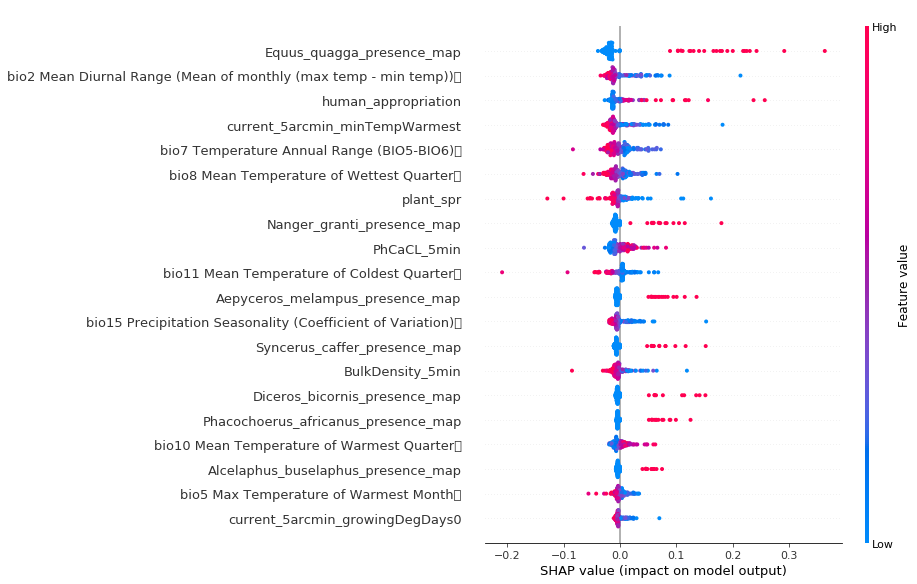 High
Equus_quagga_presence_map
bio2 Mean Diurnal Range (Mean of monthly (max temp - min temp))
human_appropriation
current_5arcmin_minTempWarmest
bio7 Temperature Annual Range (BIO5-BIO6)
bio8 Mean Temperature of Wettest Quarter
plant_spr
Nanger_granti_presence_map
PhCaCL_5min
bio11 Mean Temperature of Coldest Quarter
Aepyceros_melampus_presence_map
bio15 Precipitation Seasonality (Coefficient of Variation)
Syncerus_caffer_presence_map
BulkDensity_5min
Diceros_bicornis_presence_map
Phacochoerus_africanus_presence_map
bio10 Mean Temperature of Warmest Quarter
Alcelaphus_buselaphus_presence_map
bio5 Max Temperature of Warmest Month
current_5arcmin_growingDegDays0
Feature value
Low
−0.2 −0.1 0.0 0.1 0.2 0.3
SHAP value (impact on model output)